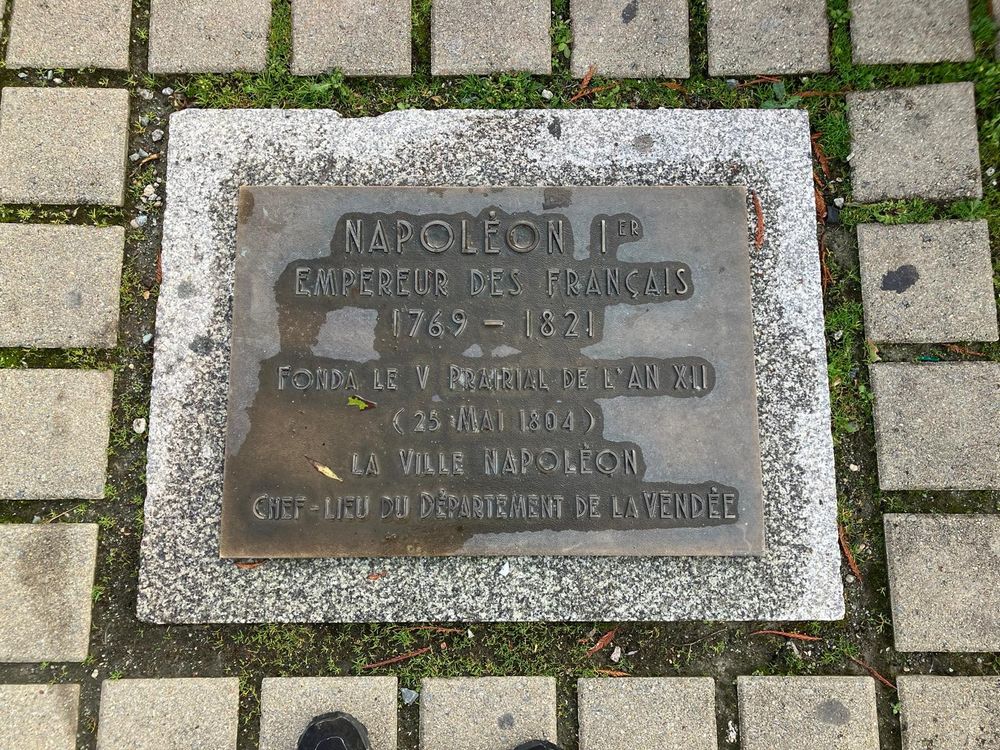 NAPOLÉON 1ER
EMPEREUR DES FRANÇAIS
1769 - 1821
FONDA LE V PRAIRIAL DE L'AN XII
(25 MAI 1804)
LA VILLE NAPOLÉON
CHEF-LIEU DU DÉPARTEMENT DE LA VENDÉE